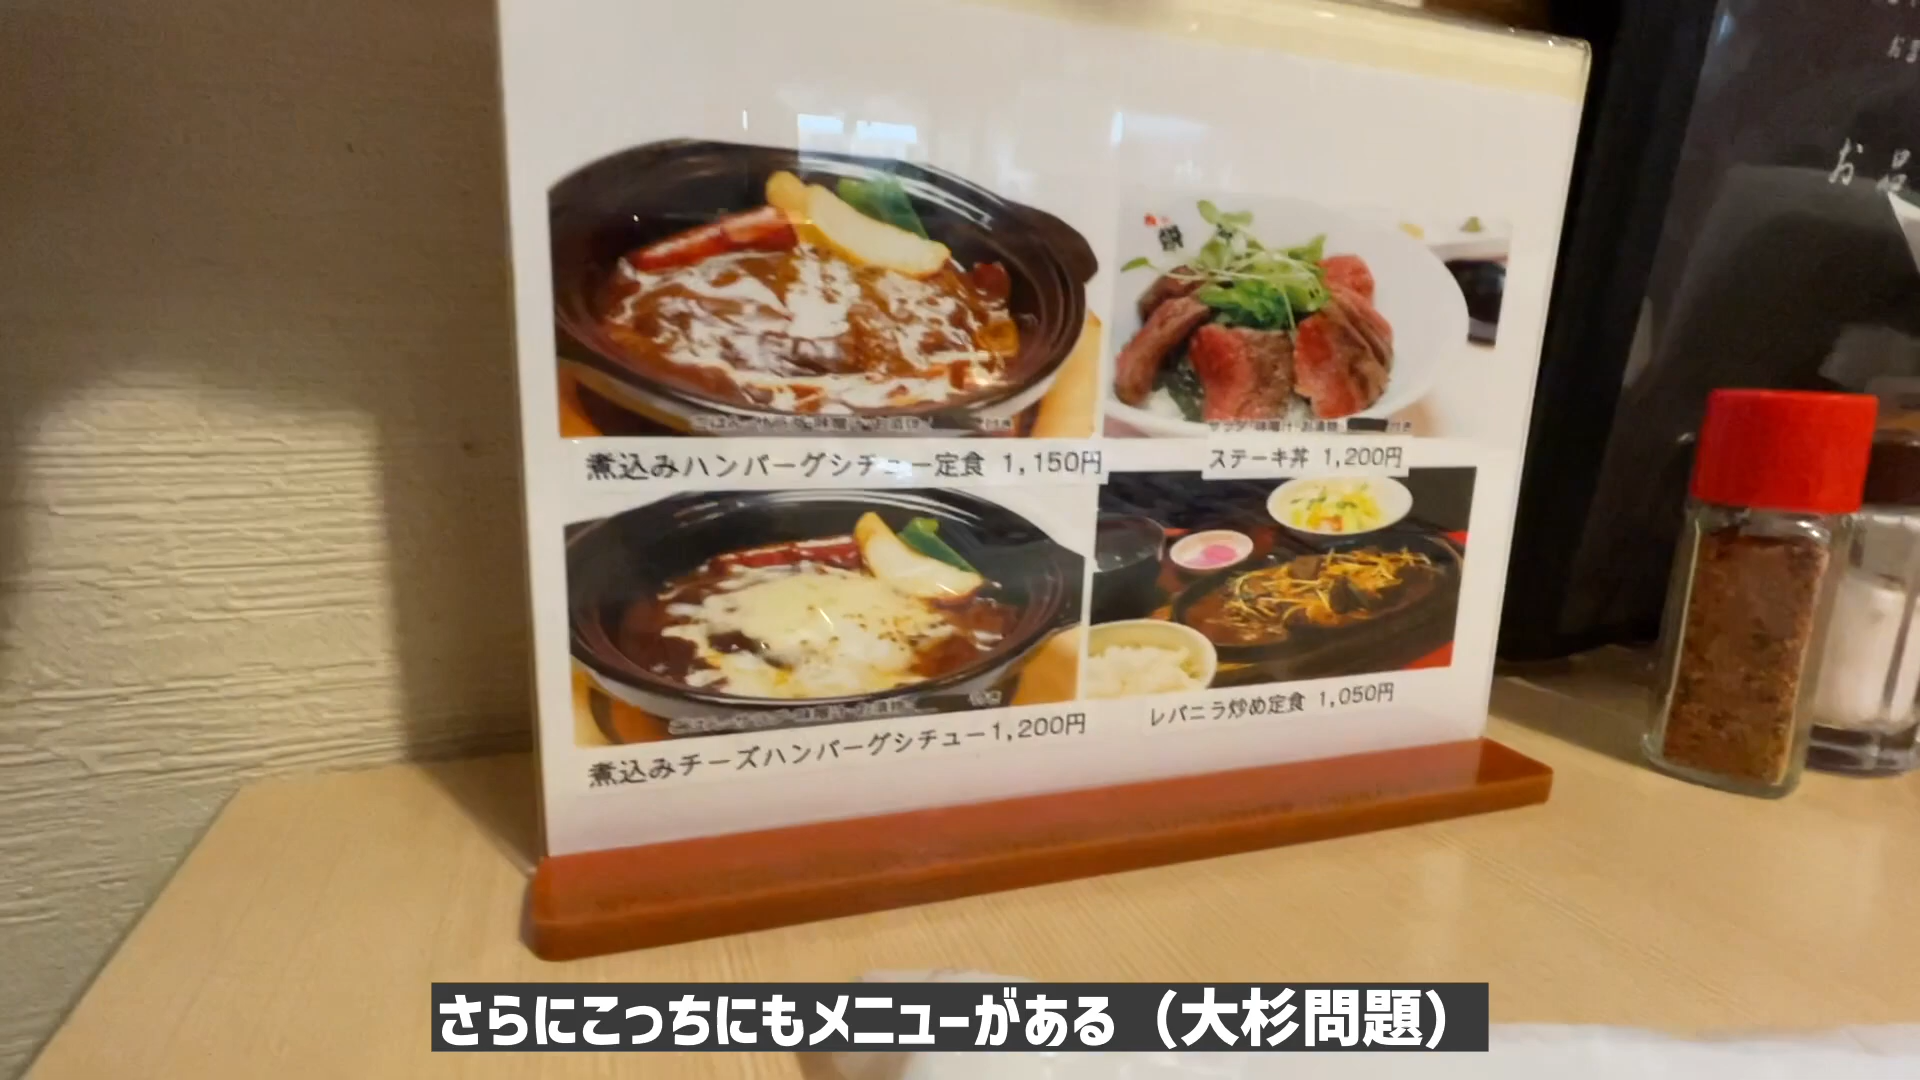 お品
煮込みハンバーグシチュー定食 1,150円
ステーキ丼 1,200円
煮込みチーズハンバーグシチュー1,200円
レバニラ炒め定食 1,050円
さらにこっちにもメニューがある（大杉問題）